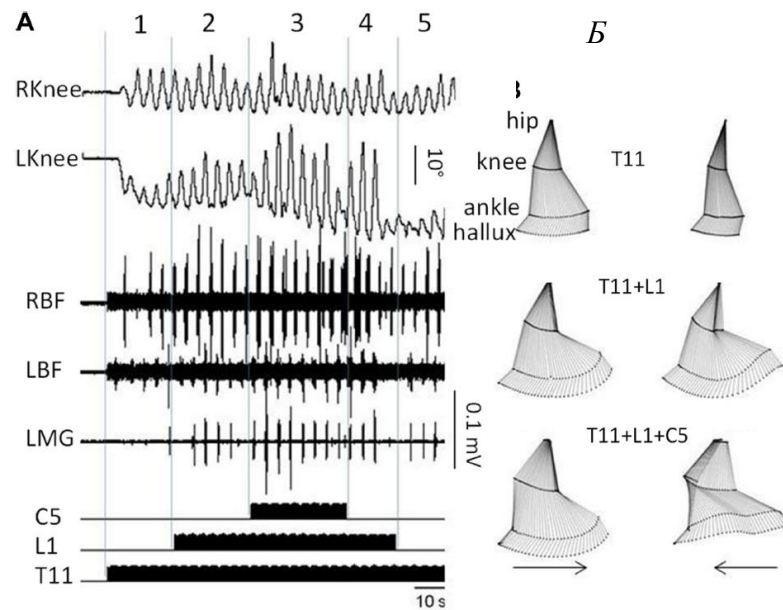 A 1 2 3 4 5
Б
RKnee
LKnee
10°
RBF
LBF
LMG
0.1 mV
C5
L1
T11
10 s
hip
knee
T11
ankle
hallux
T11+L1
T11+L1+C5